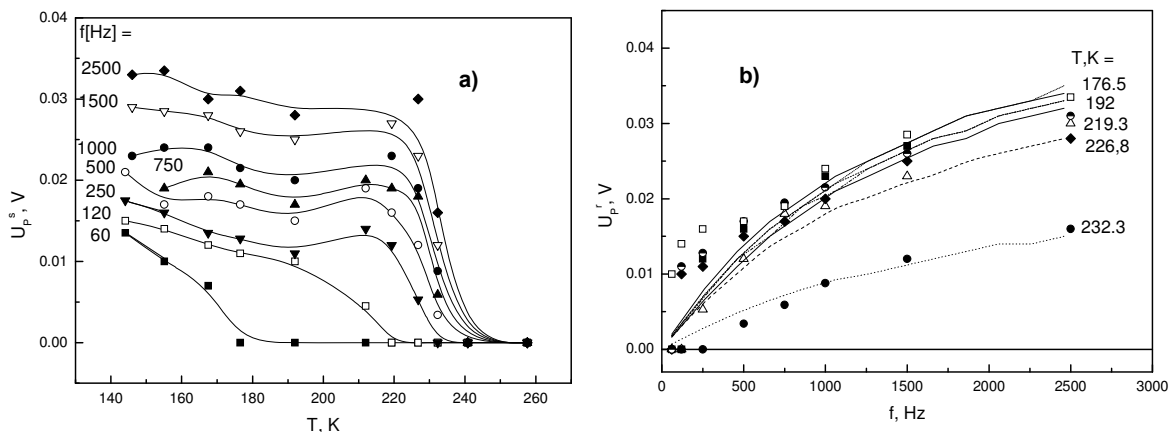 a)
f[Hz] =
2500
1500
1000
750
500
250
120
60
0.04
0.03
0.02
0.01
0.00
U_P^s, V
140 160 180 200 220 240 260
T, K
b)
T,K =
176.5
192
219.3
226,8
232.3
0.04
0.03
0.02
0.01
0.00
U_P^r, V
0 500 1000 1500 2000 2500 3000
f, Hz